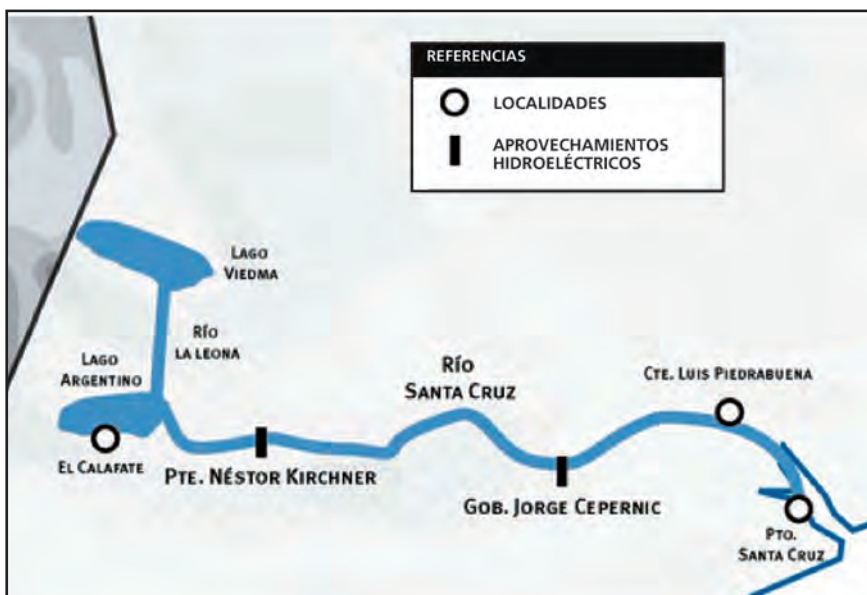 REFERENCIAS
LOCALIDADES
APROVECHAMIENTOS
HIDROELÉCTRICOS
LAGO
VIEDMA
RÍO
LA LEONA
LAGO
ARGENTINO
EL CALAFATE
PTE. NÉSTOR KIRCHNER
RÍO
SANTA CRUZ
GOB. JORGE CEPERNIC
CTE. LUIS PIEDRABUENA
PTO.
SANTA CRUZ